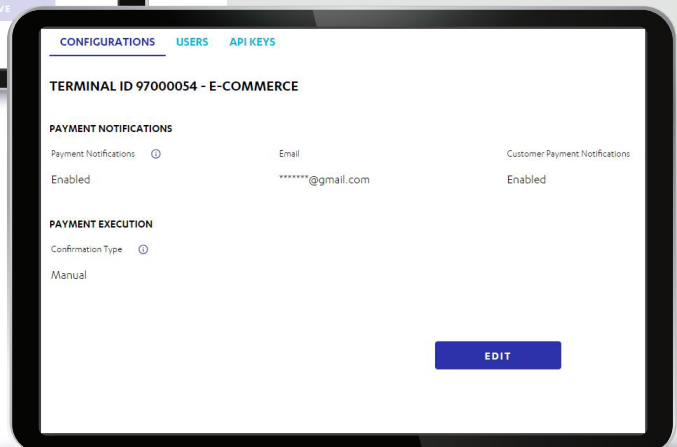 VE
CONFIGURATIONS USERS API KEYS
TERMINAL ID 97000054 - E-COMMERCE
PAYMENT NOTIFICATIONS
Payment Notifications Email Customer Payment Notifications
Enabled *******@gmail.com Enabled
PAYMENT EXECUTION
Confirmation Type
Manual
EDIT